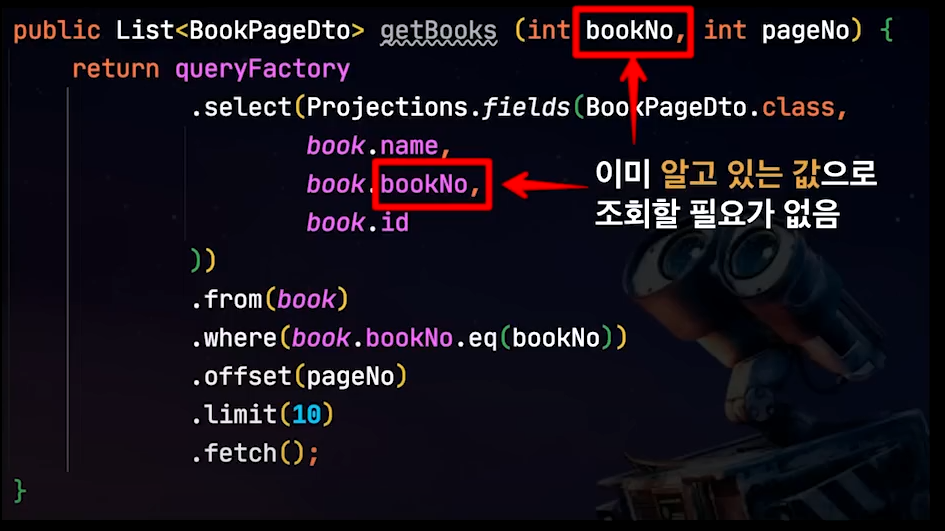 public List<BookPageDto> getBooks (int bookNo, int pageNo) {
return queryFactory
.select(Projections.fields(BookPageDto.class,
book.name,
book.bookNo,
book.id
))
.from(book)
.where(book.bookNo.eq(bookNo))
.offset(pageNo)
.limit(10)
.fetch();
}
이미 알고 있는 값으로
조회할 필요가 없음